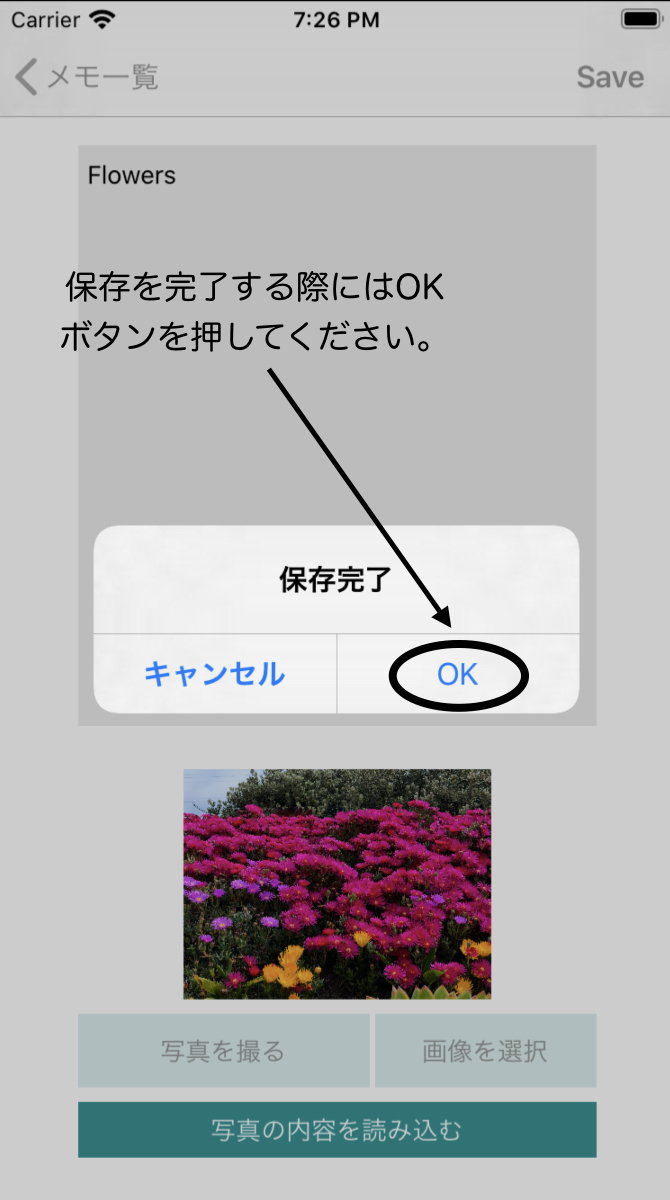 Carrier 7:26 PM
メモ一覧 Save
Flowers
保存を完了する際にはOK
ボタンを押してください。
保存完了
キャンセル OK
写真を撮る 画像を選択
写真の内容を読み込む